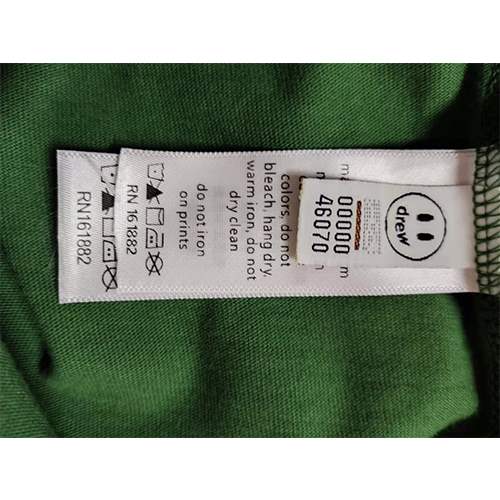 drew
00000
46070
colors, do not
bleach, hang dry.
warm iron, do not
dry clean
do not iron
on prints
RN 161882
RN161882